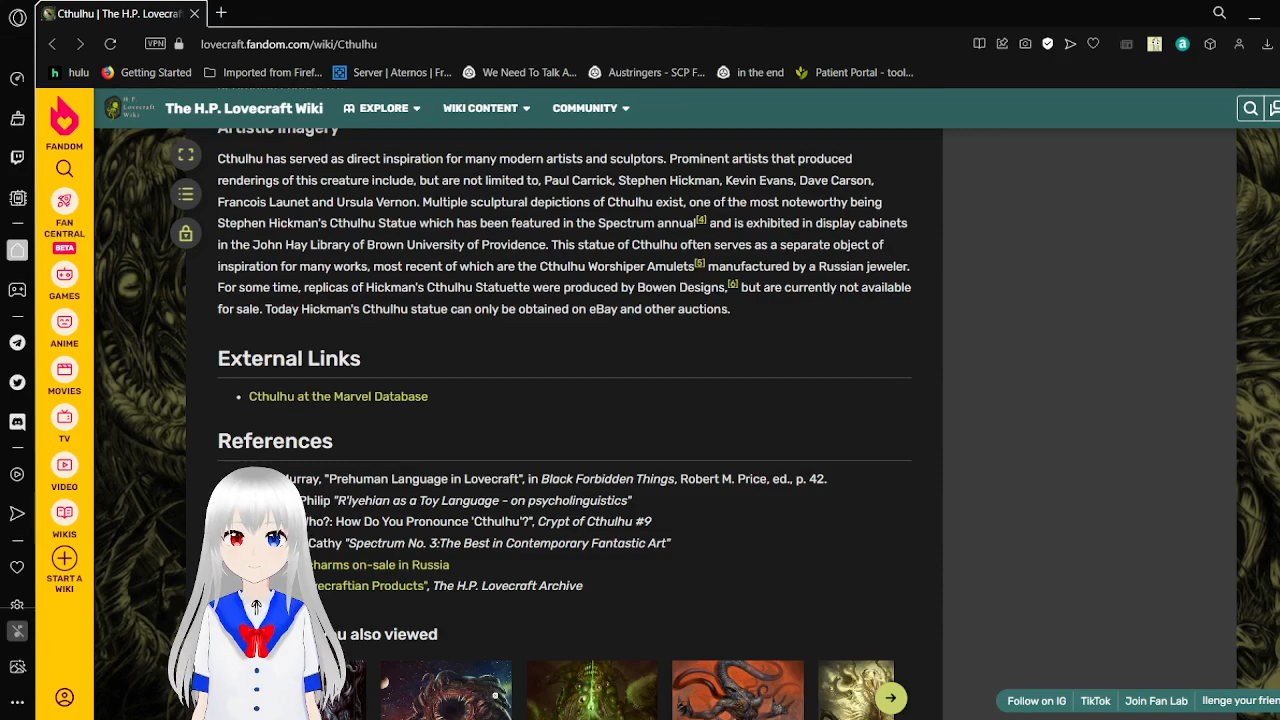 Cthulhu | The H.P. Lovecraf
lovecraft.fandom.com/wiki/Cthulhu
VPN
hulu
Getting Started
Imported from Firef...
Server | Aternos | Fr...
We Need To Talk A...
Austringers - SCP F...
in the end
Patient Portal - tool...
H. P. Lovecraft Wiki
The H.P. Lovecraft Wiki
EXPLORE
WIKI CONTENT
COMMUNITY
FANDOM
FAN CENTRAL
BETA
GAMES
ANIME
MOVIES
TV
VIDEO
WIKIS
START A WIKI
Artistic Imagery
Cthulhu has served as direct inspiration for many modern artists and sculptors. Prominent artists that produced
renderings of this creature include, but are not limited to, Paul Carrick, Stephen Hickman, Kevin Evans, Dave Carson,
Francois Launet and Ursula Vernon. Multiple sculptural depictions of Cthulhu exist, one of the most noteworthy being
Stephen Hickman's Cthulhu Statue which has been featured in the Spectrum annual[4] and is exhibited in display cabinets
in the John Hay Library of Brown University of Providence. This statue of Cthulhu often serves as a separate object of
inspiration for many works, most recent of which are the Cthulhu Worshiper Amulets[5] manufactured by a Russian jeweler.
For some time, replicas of Hickman's Cthulhu Statuette were produced by Bowen Designs,[6] but are currently not available
for sale. Today Hickman's Cthulhu statue can only be obtained on eBay and other auctions.
External Links
• Cthulhu at the Marvel Database
References
urray, "Prehuman Language in Lovecraft", in Black Forbidden Things, Robert M. Price, ed., p. 42.
Philip "R'lyehian as a Toy Language - on psycholinguistics"
Who?: How Do You Pronounce 'Cthulhu'?", Crypt of Cthulhu #9
Cathy "Spectrum No. 3:The Best in Contemporary Fantastic Art"
charms on-sale in Russia
ecraftian Products", The H.P. Lovecraft Archive
u also viewed
Follow on IG
TikTok
Join Fan Lab
llenge your frien